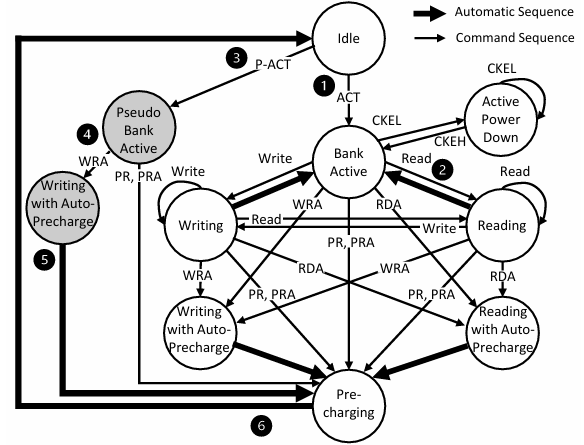 Automatic Sequence
Command Sequence
Idle
3
P-ACT
1
ACT
CKEL
CKEL
Active
Power
Down
CKEH
Pseudo
Bank
Active
4
WRA
PR, PRA
Bank
Active
Write
Write
Read
2
Read
Writing
with Auto-
Precharge
WRA
RDA
Writing
Read
Write
Reading
5
PR, PRA
WRA
RDA
WRA
RDA
PR, PRA
PR, PRA
Writing
with Auto-
Precharge
Reading
with Auto-
Precharge
Pre-
charging
6